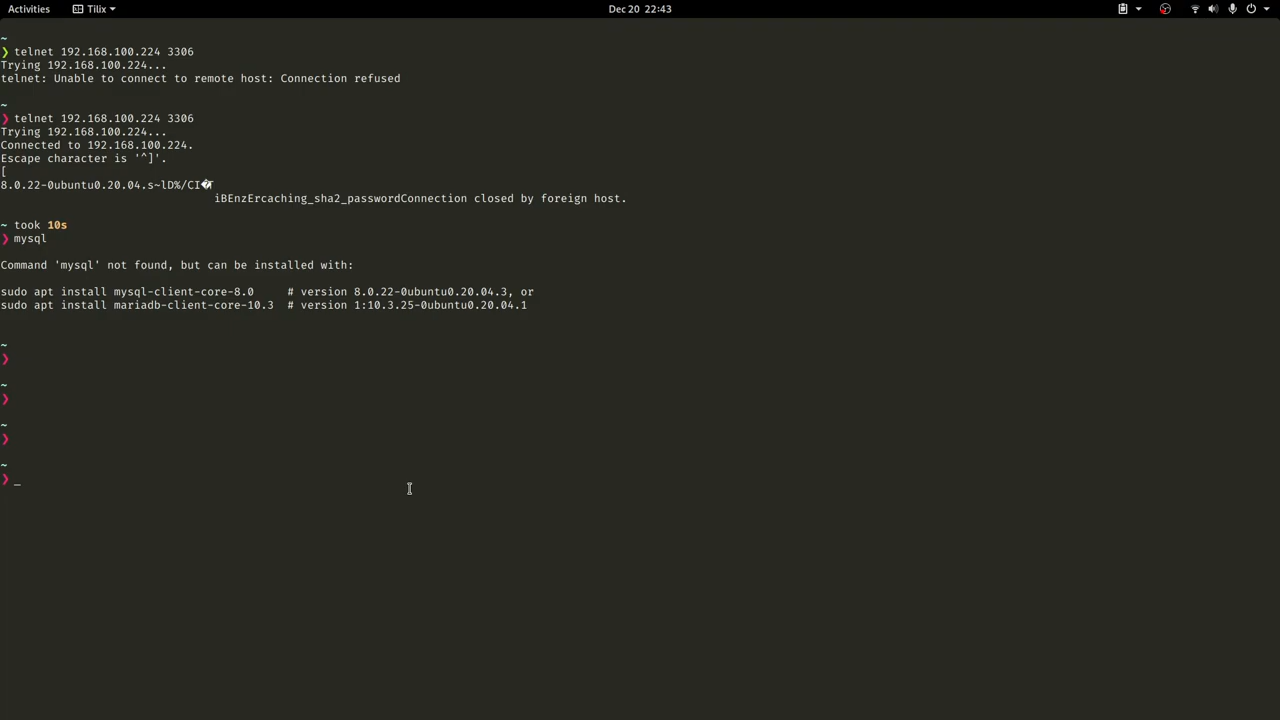 Activities Tilix Dec 20 22:43
~
❯ telnet 192.168.100.224 3306
Trying 192.168.100.224...
telnet: Unable to connect to remote host: Connection refused
~
❯ telnet 192.168.100.224 3306
Trying 192.168.100.224...
Connected to 192.168.100.224.
Escape character is '^]'.
[
8.0.22-0ubuntu0.20.04.s~lD%/CI�T
iBEnzErcaching_sha2_passwordConnection closed by foreign host.
~ took 10s
❯ mysql
Command 'mysql' not found, but can be installed with:
sudo apt install mysql-client-core-8.0 # version 8.0.22-0ubuntu0.20.04.3, or
sudo apt install mariadb-client-core-10.3 # version 1:10.3.25-0ubuntu0.20.04.1
~
❯
~
❯
~
❯
~
❯ _